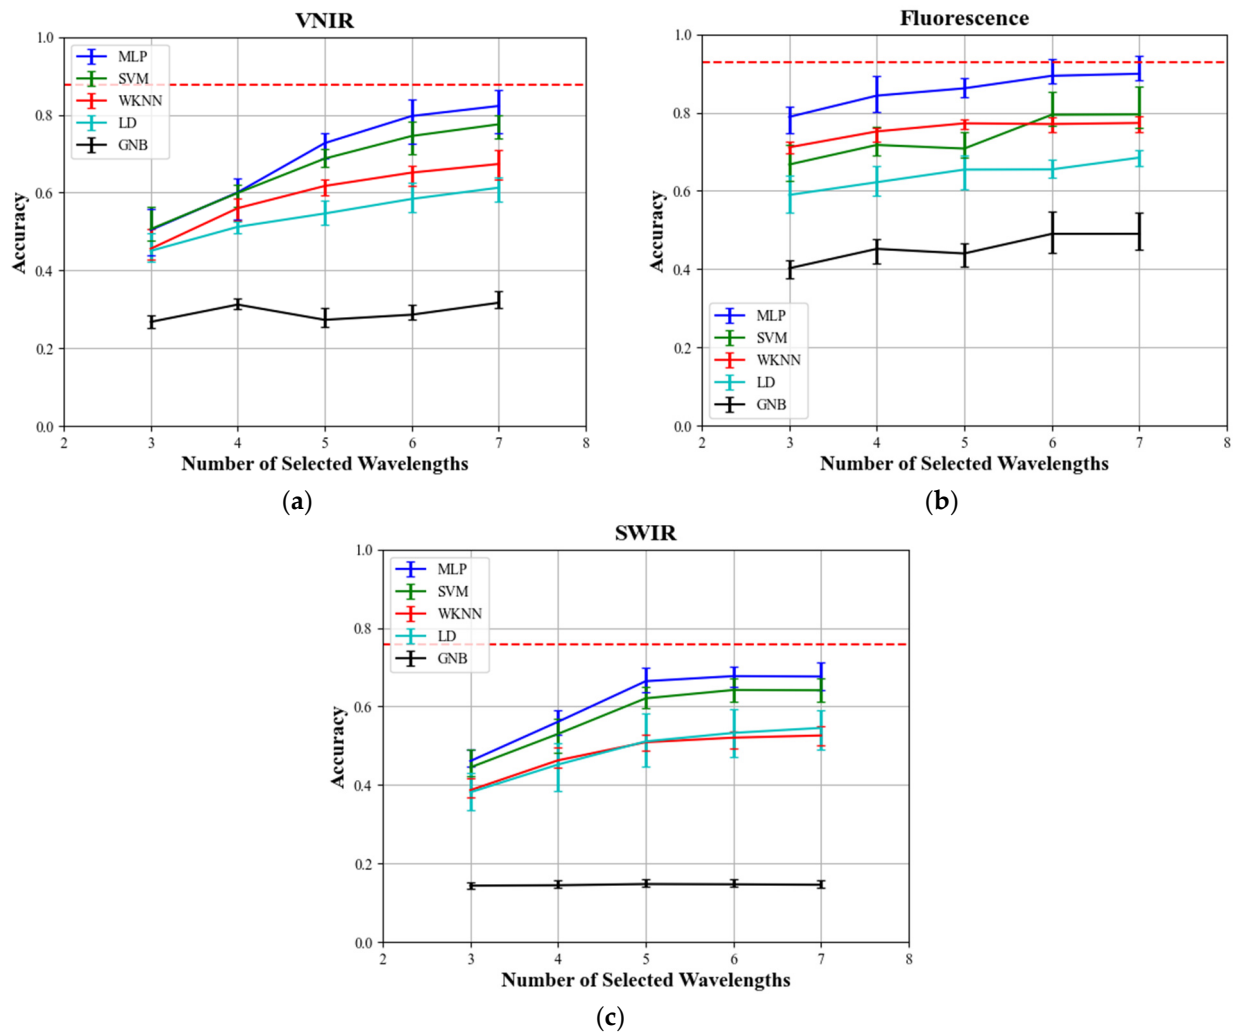 VNIR
1.0
0.8
0.6
0.4
0.2
0.0
Accuracy
MLP
SVM
WKNN
LD
GNB
2 3 4 5 6 7 8
Number of Selected Wavelengths
(a)
Fluorescence
1.0
0.8
0.6
0.4
0.2
0.0
Accuracy
MLP
SVM
WKNN
LD
GNB
2 3 4 5 6 7 8
Number of Selected Wavelengths
(b)
SWIR
1.0
0.8
0.6
0.4
0.2
0.0
Accuracy
MLP
SVM
WKNN
LD
GNB
2 3 4 5 6 7 8
Number of Selected Wavelengths
(c)